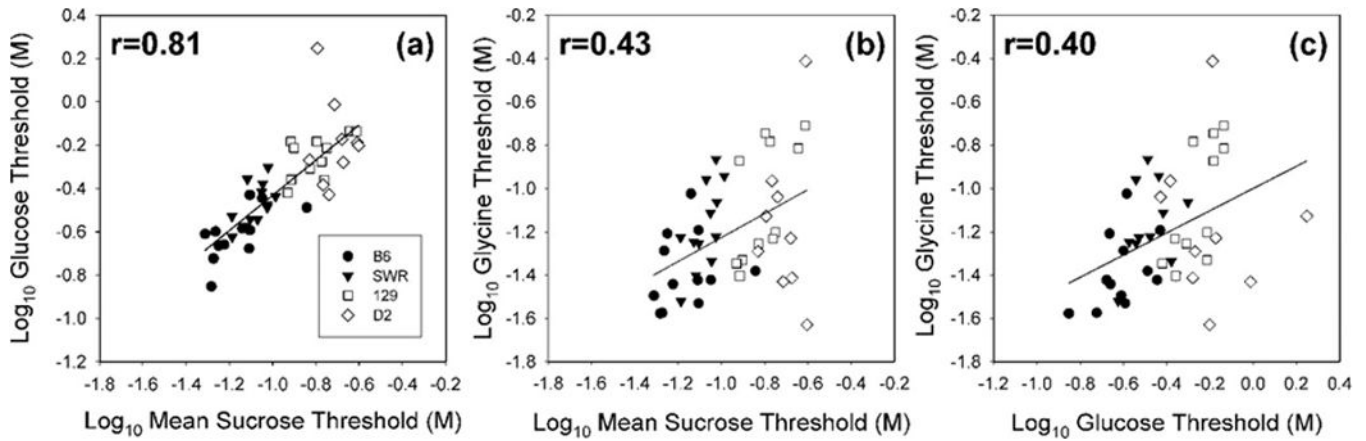 r=0.81 (a)
Log10 Glucose Threshold (M)
0.4
0.2
0.0
-0.2
-0.4
-0.6
-0.8
-1.0
-1.2
B6
SWR
129
D2
-1.8 -1.6 -1.4 -1.2 -1.0 -0.8 -0.6 -0.4 -0.2
Log10 Mean Sucrose Threshold (M)
r=0.43 (b)
Log10 Glycine Threshold (M)
-0.2
-0.4
-0.6
-0.8
-1.0
-1.2
-1.4
-1.6
-1.8
-1.8 -1.6 -1.4 -1.2 -1.0 -0.8 -0.6 -0.4 -0.2
Log10 Mean Sucrose Threshold (M)
r=0.40 (c)
Log10 Glycine Threshold (M)
-0.2
-0.4
-0.6
-0.8
-1.0
-1.2
-1.4
-1.6
-1.8
-1.2 -1.0 -0.8 -0.6 -0.4 -0.2 0.0 0.2 0.4
Log10 Glucose Threshold (M)